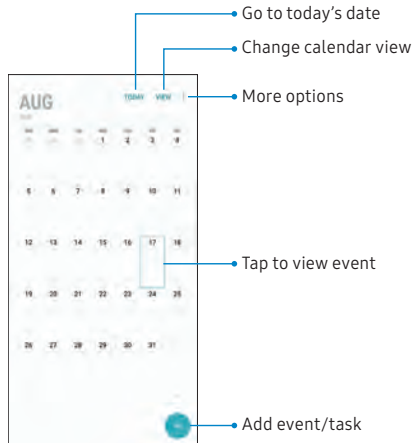 Go to today's date
Change calendar view
AUG TODAY VIEW More options
1 2 3 4
5 6 7 8 9 10 11
12 13 14 15 16 17 18
Tap to view event
19 20 21 22 23 24 25
26 27 28 29 30 31
Add event/task